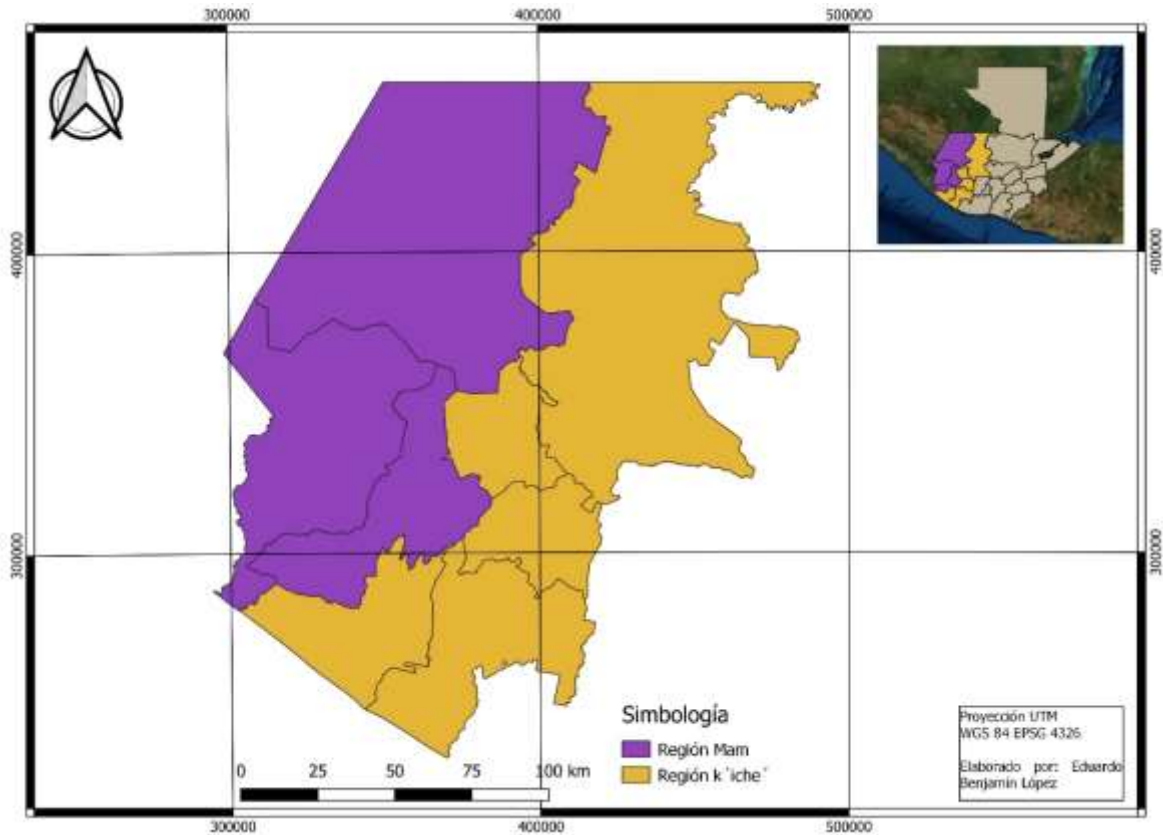 300000 400000 500000
400000 400000
300000 300000
Simbología
Región Mam
Región k´iche´
0 25 50 75 100 km
Proyección UTM
WGS 84 EPSG 4326
Elaborado por: Eduardo
Benjamín López
300000 400000 500000